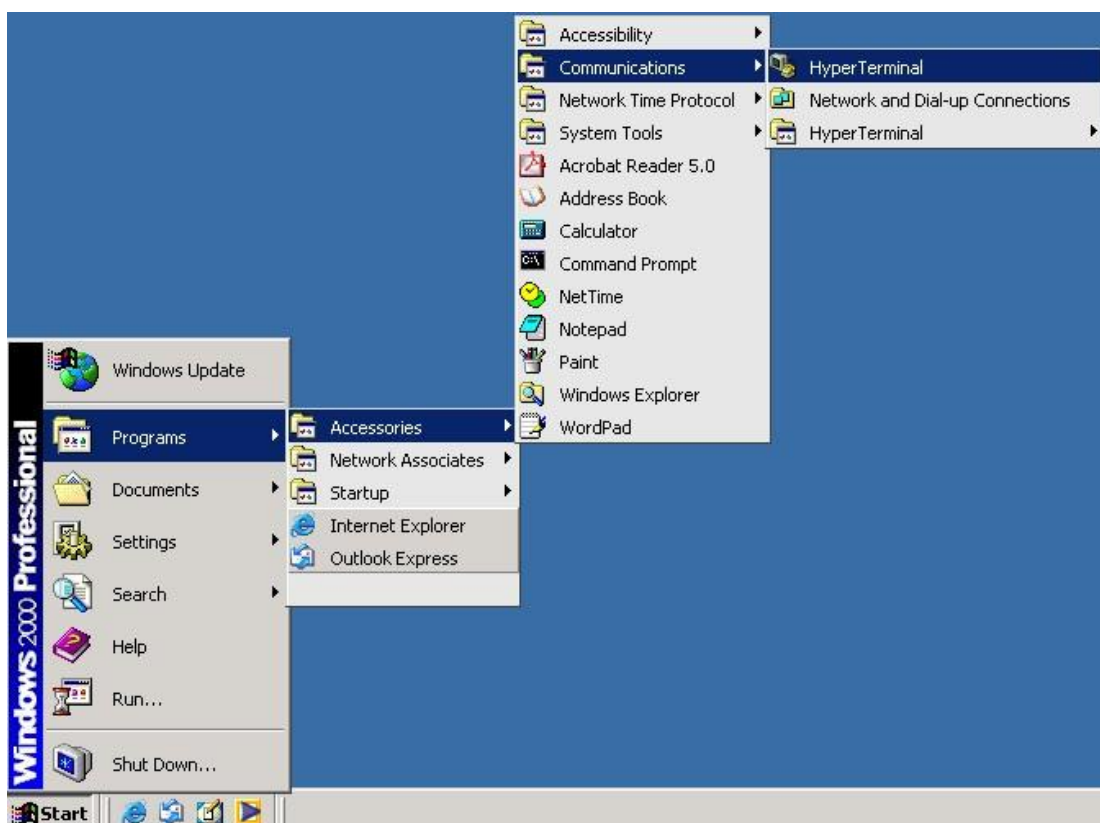 Accessibility
Communications
Network Time Protocol
System Tools
Acrobat Reader 5.0
Address Book
Calculator
Command Prompt
NetTime
Notepad
Paint
Windows Explorer
WordPad
HyperTerminal
Network and Dial-up Connections
HyperTerminal
Windows 2000 Professional
Windows Update
Programs
Documents
Settings
Search
Help
Run...
Shut Down...
Accessories
Network Associates
Startup
Internet Explorer
Outlook Express
Start